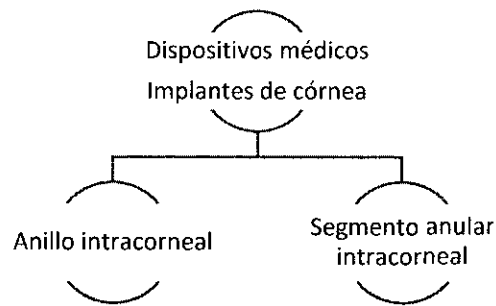 Dispositivos médicos
Implantes de córnea
Anillo intracorneal
Segmento anular
intracorneal